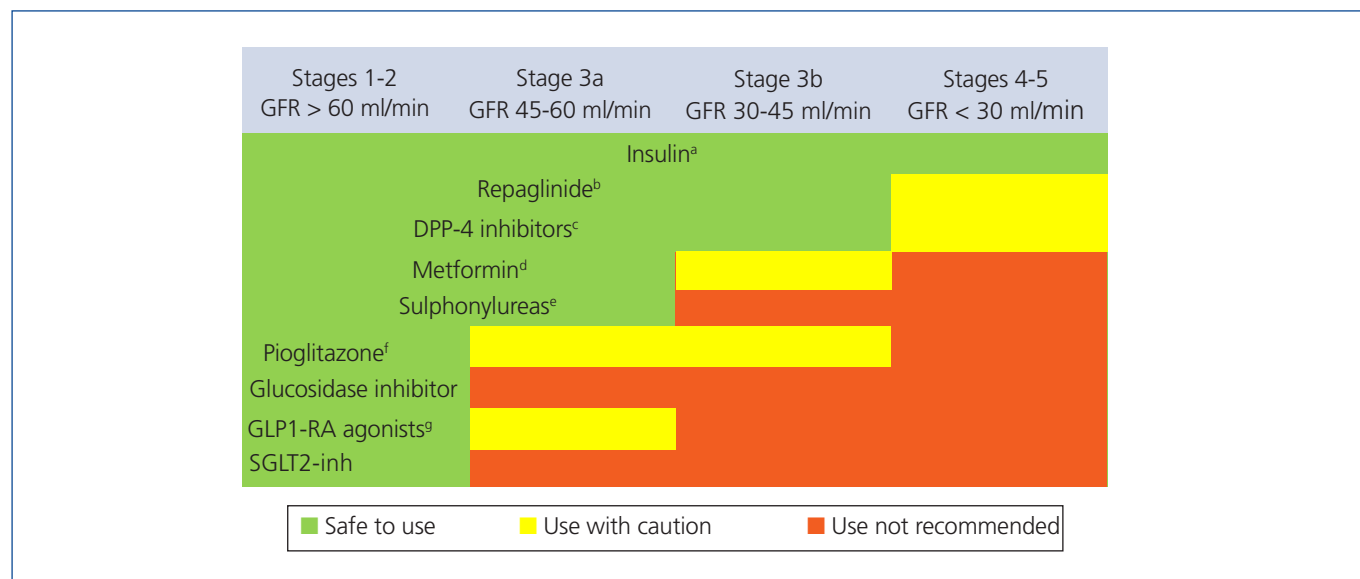 Stages 1-2 Stage 3a Stage 3b Stages 4-5
GFR > 60 ml/min GFR 45-60 ml/min GFR 30-45 ml/min GFR < 30 ml/min
Insulinᵃ
Repaglinideᵇ
DPP-4 inhibitorsᶜ
Metforminᵈ
Sulphonylureasᵉ
Pioglitazoneᶠ
Glucosidase inhibitor
GLP1-RA agonistsᵍ
SGLT2-inh
Safe to use Use with caution Use not recommended